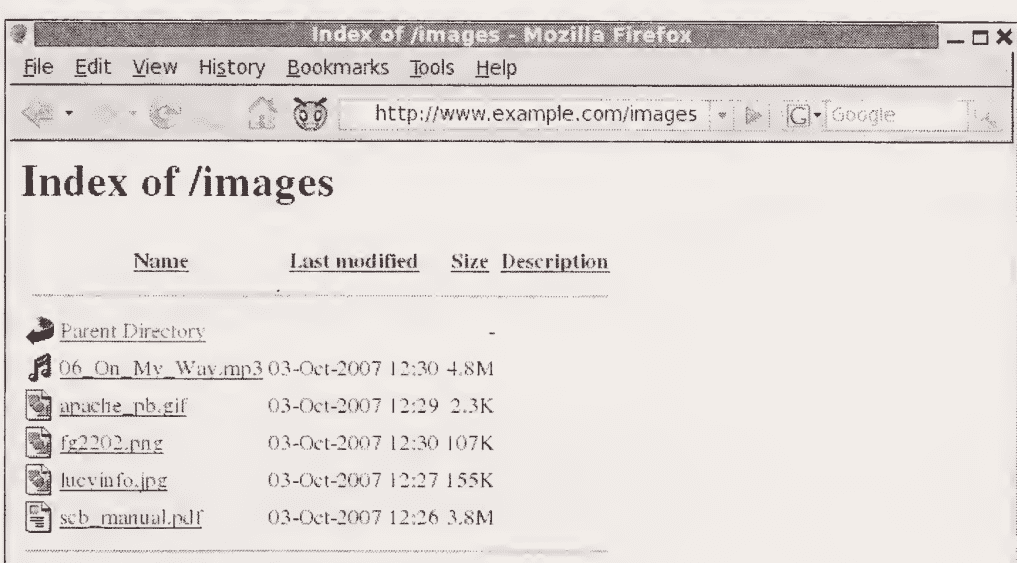 Index of /images - Mozilla Firefox
File Edit View History Bookmarks Tools Help
http://www.example.com/images G Google
Index of /images
Name Last modified Size Description
Parent Directory -
06_On_My_Way.mp3 03-Oct-2007 12:30 4.8M
apache_pb.gif 03-Oct-2007 12:29 2.3K
fg2202.png 03-Oct-2007 12:30 107K
lucyinfo.jpg 03-Oct-2007 12:27 155K
scb_manual.pdf 03-Oct-2007 12:26 3.8M